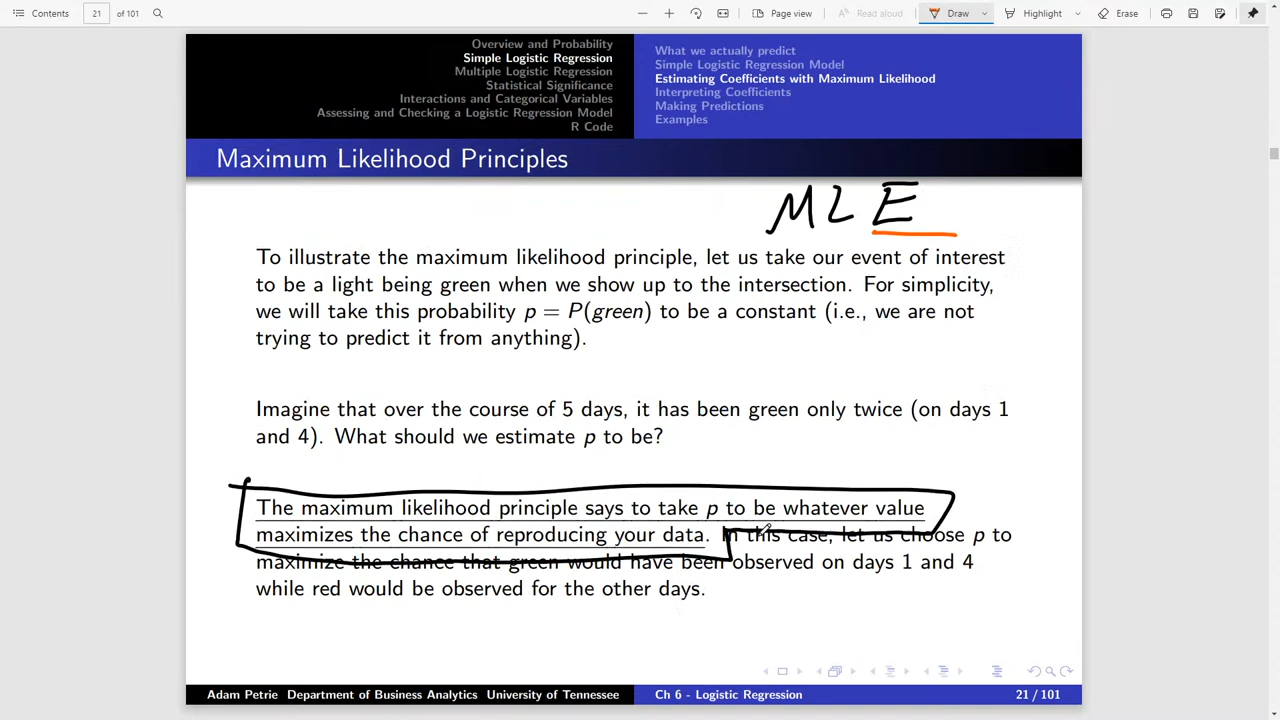 Contents
21
of 101
Page view
Read aloud
Draw
Highlight
Erase
Overview and Probability
Simple Logistic Regression
Multiple Logistic Regression
Statistical Significance
Interactions and Categorical Variables
Assessing and Checking a Logistic Regression Model
R Code
What we actually predict
Simple Logistic Regression Model
Estimating Coefficients with Maximum Likelihood
Interpreting Coefficients
Making Predictions
Examples
Maximum Likelihood Principles
MLE
To illustrate the maximum likelihood principle, let us take our event of interest
to be a light being green when we show up to the intersection. For simplicity,
we will take this probability p = P(green) to be a constant (i.e., we are not
trying to predict it from anything).
Imagine that over the course of 5 days, it has been green only twice (on days 1
and 4). What should we estimate p to be?
The maximum likelihood principle says to take p to be whatever value
maximizes the chance of reproducing your data. In this case, let us choose p to
maximize the chance that green would have been observed on days 1 and 4
while red would be observed for the other days.
Adam Petrie Department of Business Analytics University of Tennessee
Ch 6 - Logistic Regression
21 / 101